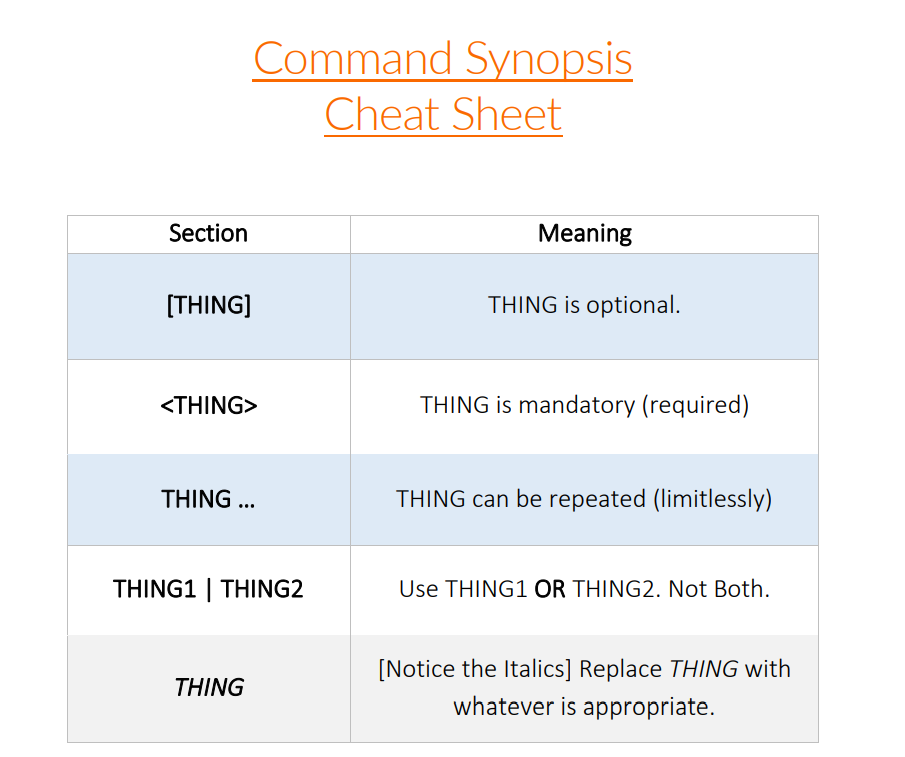 Command Synopsis
Cheat Sheet
Section Meaning
[THING] THING is optional.
<THING> THING is mandatory (required)
THING ... THING can be repeated (limitlessly)
THING1 | THING2 Use THING1 OR THING2. Not Both.
THING [Notice the Italics] Replace THING with
whatever is appropriate.